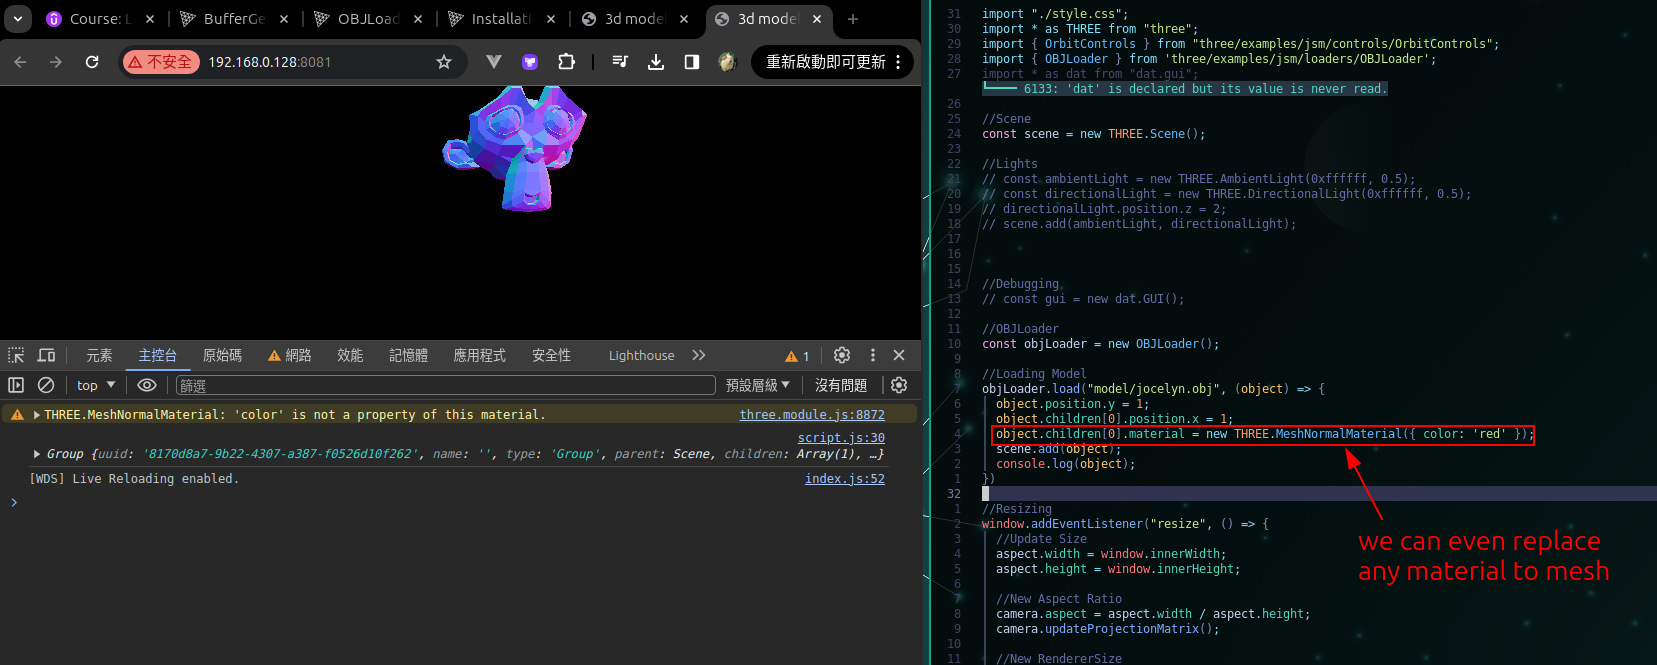 Course: L
BufferGe
OBJLoad
Installati
3d model
3d model
不安全 192.168.0.128:8081
重新啟動即可更新
元素 主控台 原始碼 網路 效能 記憶體 應用程式 安全性 Lighthouse 1
top 篩選 預設層級 沒有問題
THREE.MeshNormalMaterial: 'color' is not a property of this material. three.module.js:8872
script.js:30
Group {uuid: '8170d8a7-9b22-4307-a387-f0526d10f262', name: '', type: 'Group', parent: Scene, children: Array(1), …}
[WDS] Live Reloading enabled. index.js:52
31 import "./style.css";
30 import * as THREE from "three";
29 import { OrbitControls } from "three/examples/jsm/controls/OrbitControls";
28 import { OBJLoader } from 'three/examples/jsm/loaders/OBJLoader';
27 import * as dat from "dat.gui";
6133: 'dat' is declared but its value is never read.
26
25 //Scene
24 const scene = new THREE.Scene();
23
22 //Lights
21 // const ambientLight = new THREE.AmbientLight(0xffffff, 0.5);
20 // const directionalLight = new THREE.DirectionalLight(0xffffff, 0.5);
19 // directionalLight.position.z = 2;
18 // scene.add(ambientLight, directionalLight);
17
16
15
14 //Debugging
13 // const gui = new dat.GUI();
12
11 //OBJLoader
10 const objLoader = new OBJLoader();
9
8 //Loading Model
7 objLoader.load("model/jocelyn.obj", (object) => {
6 object.position.y = 1;
5 object.children[0].position.x = 1;
4 object.children[0].material = new THREE.MeshNormalMaterial({ color: 'red' });
3 scene.add(object);
2 console.log(object);
1 })
32
1 //Resizing
2 window.addEventListener("resize", () => {
3 //Update Size
4 aspect.width = window.innerWidth;
5 aspect.height = window.innerHeight;
6
7 //New Aspect Ratio
8 camera.aspect = aspect.width / aspect.height;
9 camera.updateProjectionMatrix();
10
11 //New RendererSize
we can even replace
any material to mesh